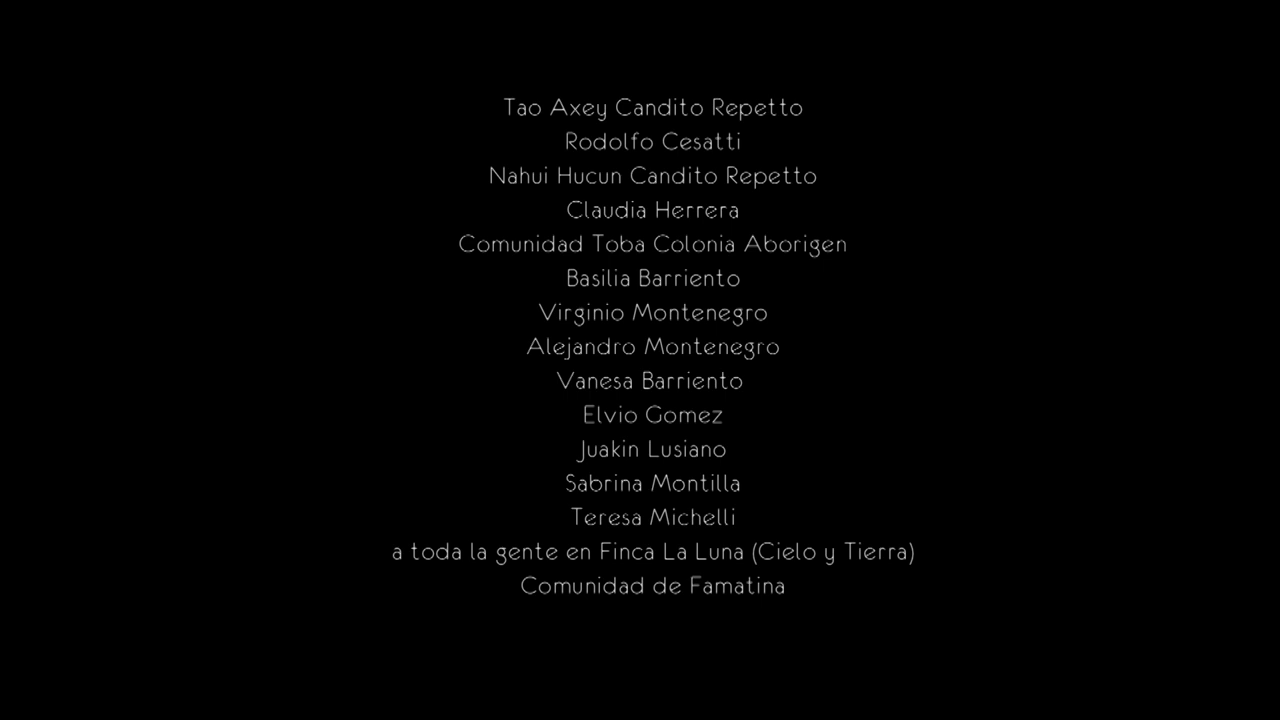 Tao Axey Candito Repetto
Rodolfo Cesatti
Nahui Hucun Candito Repetto
Claudia Herrera
Comunidad Toba Colonia Aborigen
Basilia Barriento
Virginio Montenegro
Alejandro Montenegro
Vanesa Barriento
Elvio Gomez
Juakin Lusiano
Sabrina Montilla
Teresa Michelli
a toda la gente en Finca La Luna (Cielo y Tierra)
Comunidad de Famatina